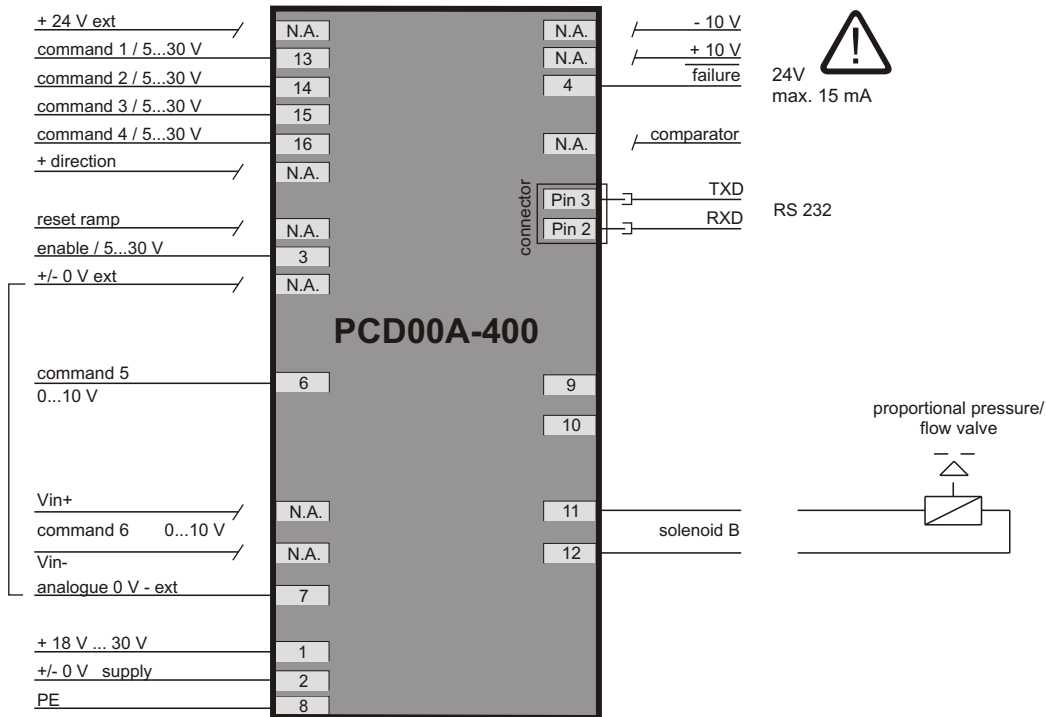 + 24 V ext
N.A.
command 1 / 5...30 V
13
command 2 / 5...30 V
14
command 3 / 5...30 V
15
command 4 / 5...30 V
16
+ direction
N.A.
reset ramp
N.A.
enable / 5...30 V
3
+/- 0 V ext
N.A.
PCD00A-400
command 5
6
0...10 V
Vin+
N.A.
command 6 0...10 V
N.A.
Vin-
analogue 0 V - ext
7
+ 18 V ... 30 V
1
+/- 0 V supply
2
PE
8
N.A.
- 10 V
N.A.
+ 10 V
failure
4
24V
max. 15 mA
!
N.A.
comparator
connector
Pin 3
TXD
Pin 2
RXD
RS 232
9
10
11
solenoid B
12
proportional pressure/
flow valve